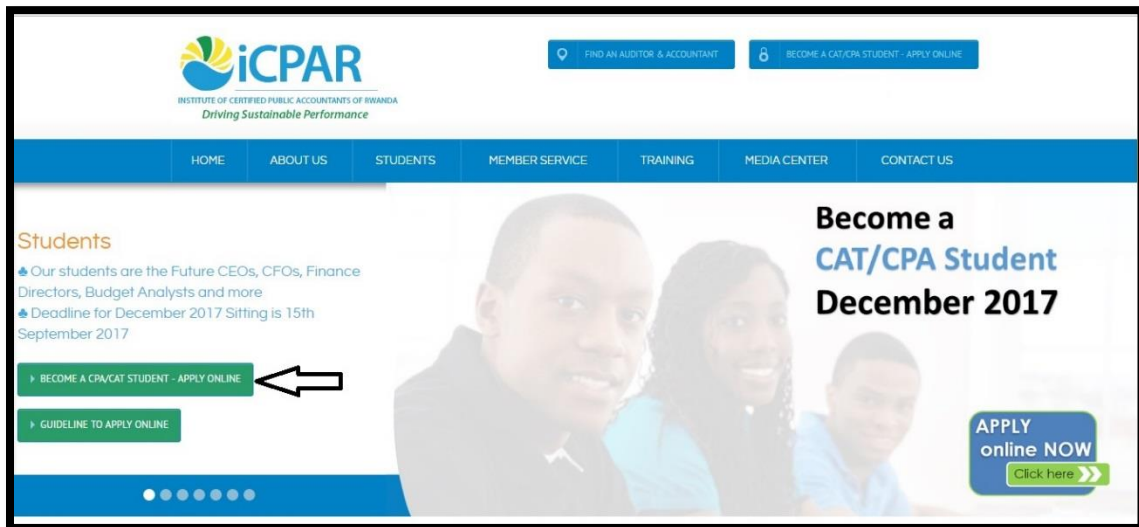 iCPAR
INSTITUTE OF CERTIFIED PUBLIC ACCOUNTANTS OF RWANDA
Driving Sustainable Performance
FIND AN AUDITOR & ACCOUNTANT
BECOME A CAT/CPA STUDENT - APPLY ONLINE
HOME ABOUT US STUDENTS MEMBER SERVICE TRAINING MEDIA CENTER CONTACT US
Students
♣ Our students are the Future CEOs, CFOs, Finance
Directors, Budget Analysts and more
♣ Deadline for December 2017 Sitting is 15th
September 2017
BECOME A CPA/CAT STUDENT - APPLY ONLINE
GUIDELINE TO APPLY ONLINE
Become a
CAT/CPA Student
December 2017
APPLY
online NOW
Click here